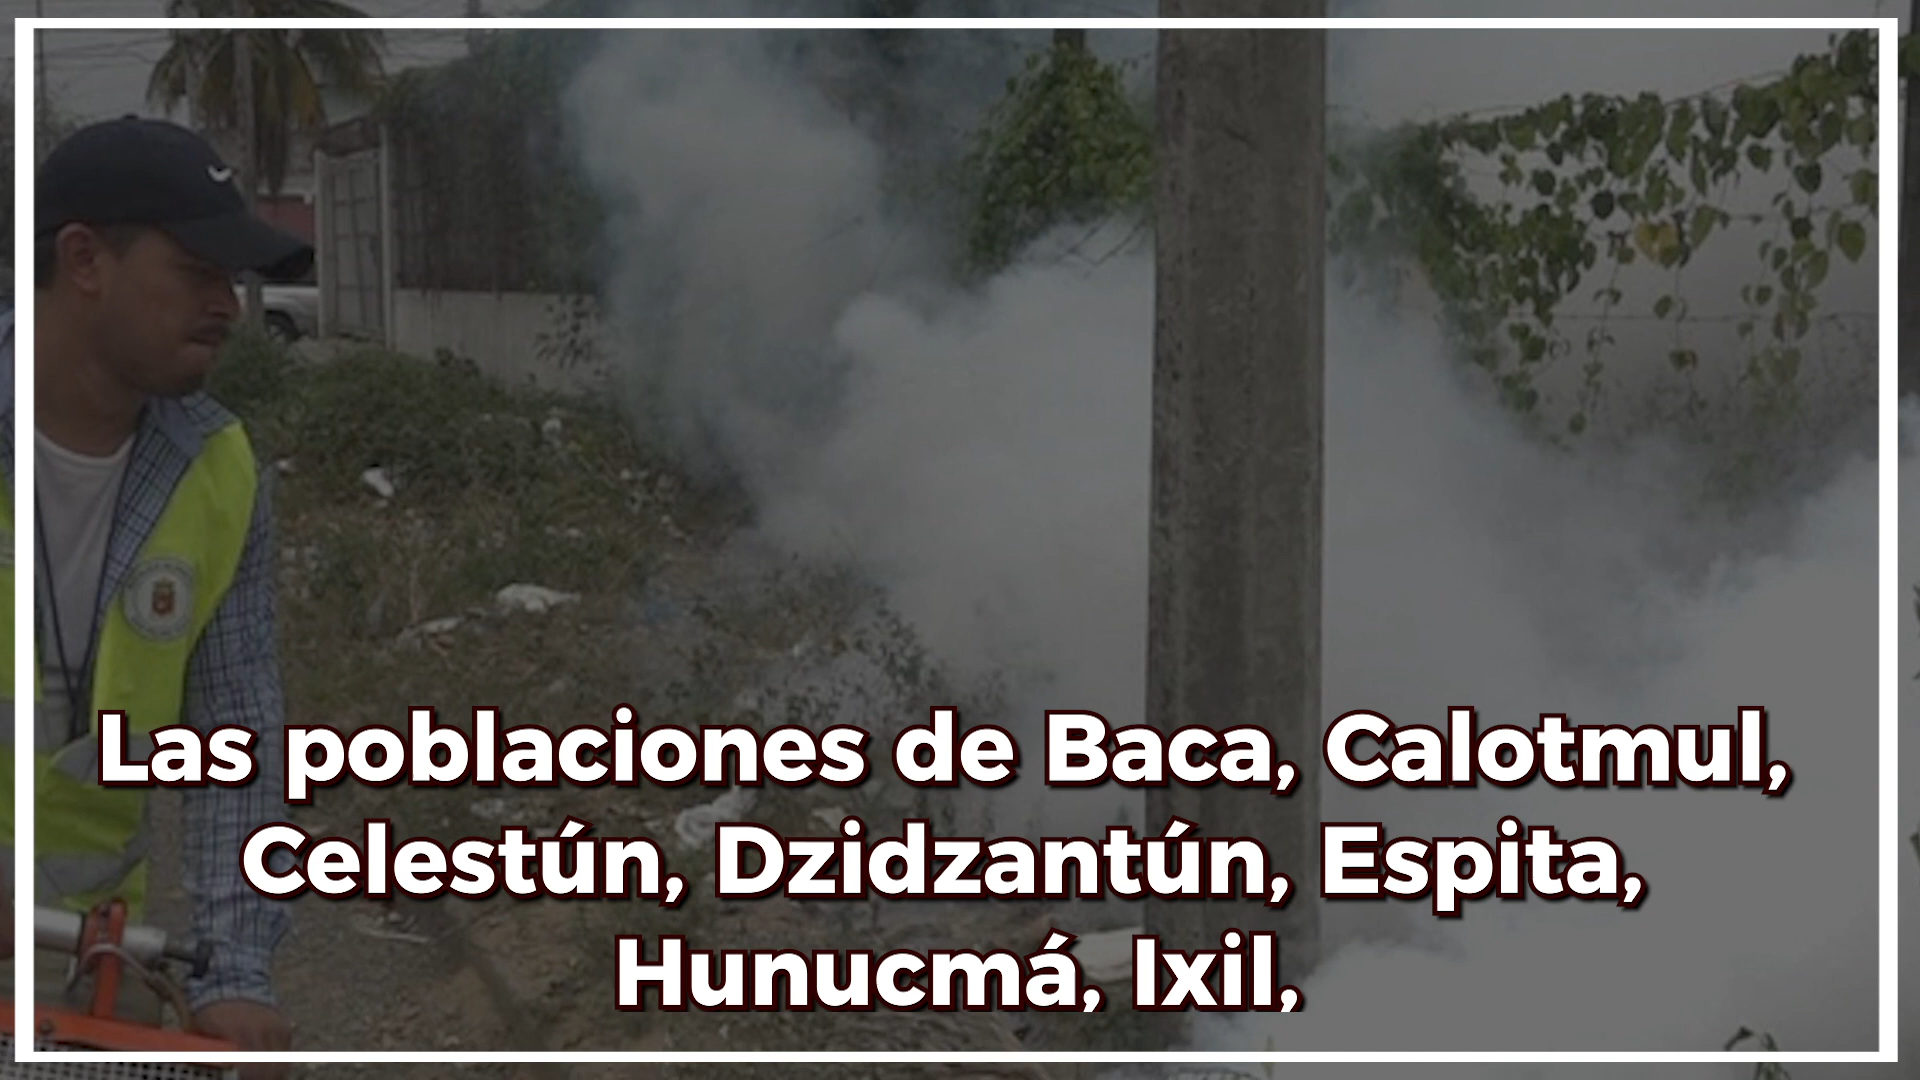 Las poblaciones de Baca, Calotmul,
Celestún, Dzidzantún, Espita,
Hunucmá, Ixil,